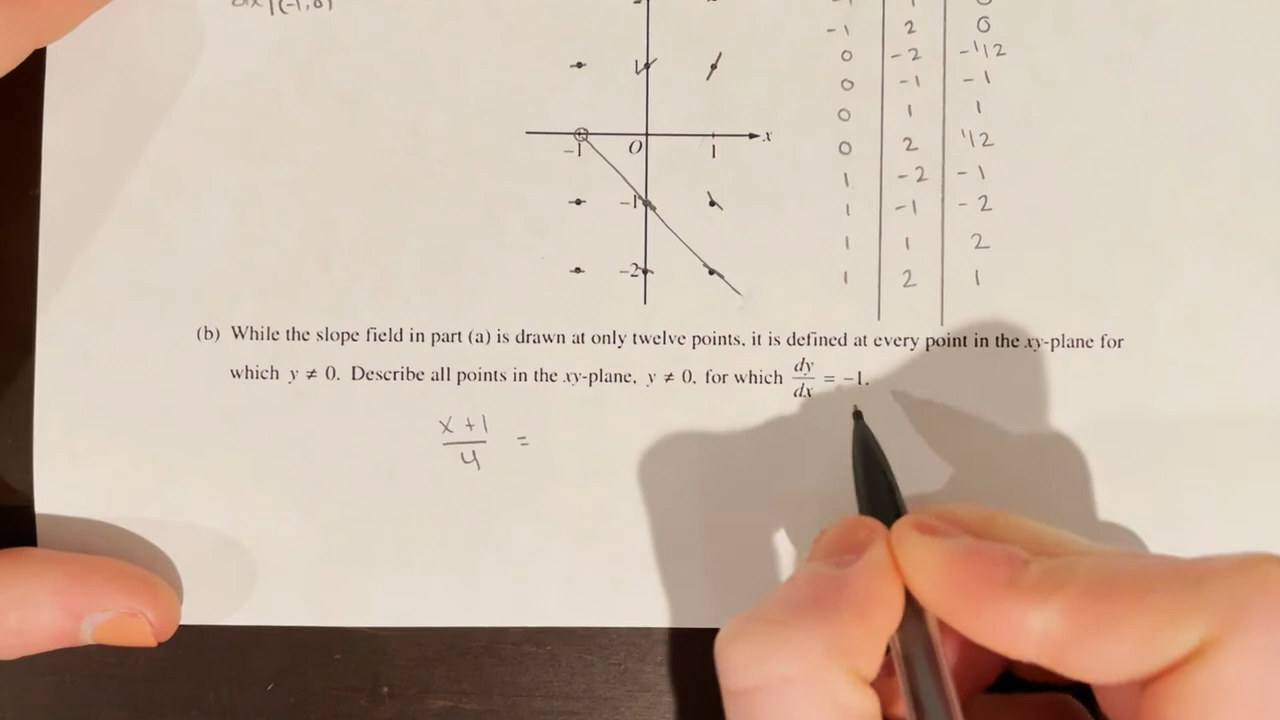 dx |(-1,0)
-1 2 0
0 -2 -1/2
0 -1 -1
0 1 1
0 2 1/2
1 -2 -1
1 -1 -2
1 1 2
1 2 1
x
-1 O 1
-1
-2
(b) While the slope field in part (a) is drawn at only twelve points, it is defined at every point in the xy-plane for
which y ≠ 0. Describe all points in the xy-plane, y ≠ 0, for which dy/dx = -1.
x +1
y =